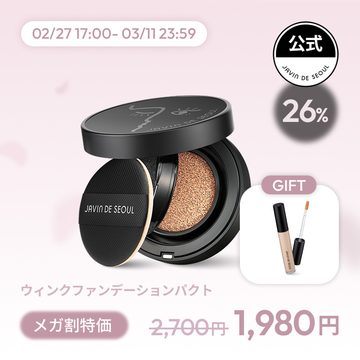 02/27 17:00- 03/11 23:59
公式
JAVIN DE SEOUL
26%
JAVIN DE SEOUL
GIFT
ウィンクファンデーションパクト
メガ割特価
2,700円
1,980円